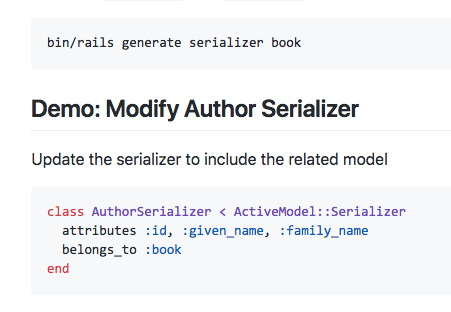 bin/rails generate serializer book
Demo: Modify Author Serializer
Update the serializer to include the related model
class AuthorSerializer < ActiveModel::Serializer
  attributes :id, :given_name, :family_name
  belongs_to :book
end